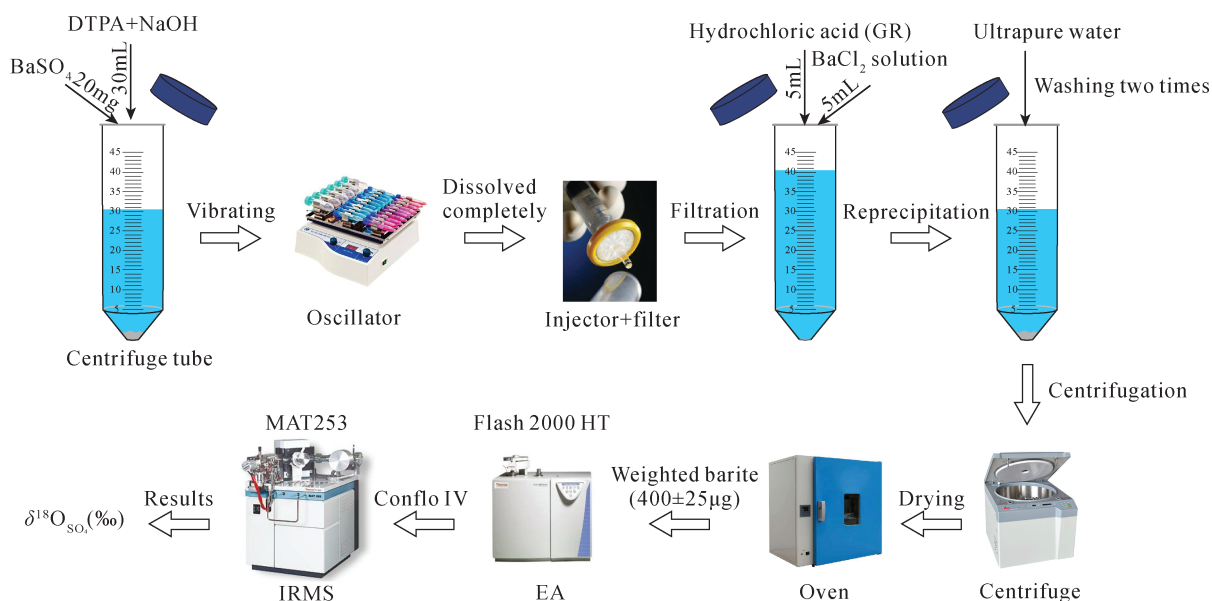 DTPA+NaOH
BaSO₄20mg
30mL
45
40
35
30
25
20
15
10
5
Centrifuge tube
Vibrating
Oscillator
Dissolved
completely
Injector+filter
Filtration
Hydrochloric acid (GR)
BaCl₂ solution
5mL
5mL
45
40
35
30
25
20
15
10
5
Reprecipitation
Ultrapure water
Washing two times
45
40
35
30
25
20
15
10
5
Centrifugation
Centrifuge
Drying
Oven
Weighted barite
(400±25μg)
Flash 2000 HT
EA
Conflo IV
MAT253
IRMS
Results
δ¹⁸O_SO₄(‰)